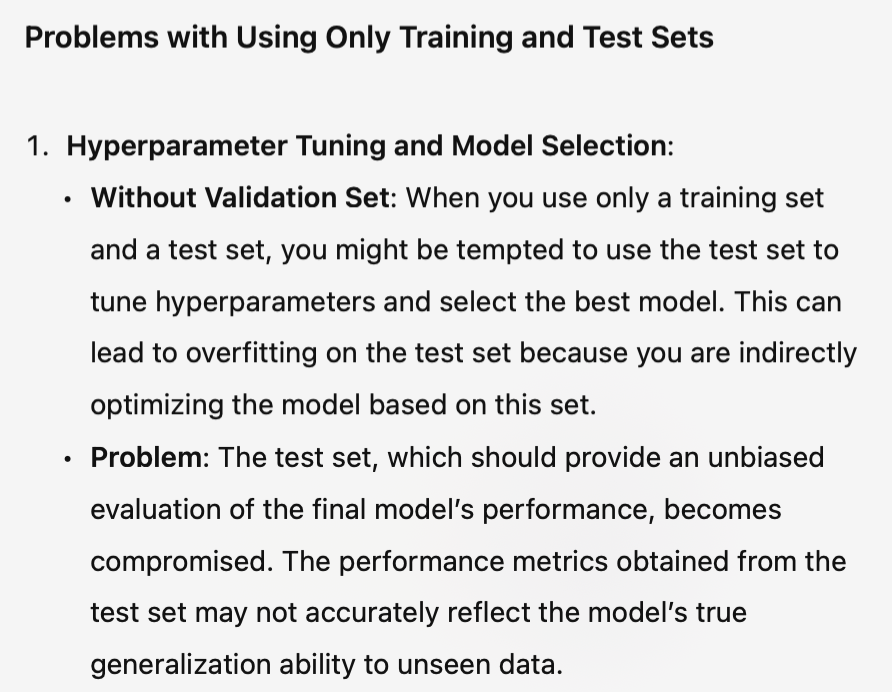 Problems with Using Only Training and Test Sets
1. Hyperparameter Tuning and Model Selection:
• Without Validation Set: When you use only a training set
and a test set, you might be tempted to use the test set to
tune hyperparameters and select the best model. This can
lead to overfitting on the test set because you are indirectly
optimizing the model based on this set.
• Problem: The test set, which should provide an unbiased
evaluation of the final model’s performance, becomes
compromised. The performance metrics obtained from the
test set may not accurately reflect the model’s true
generalization ability to unseen data.